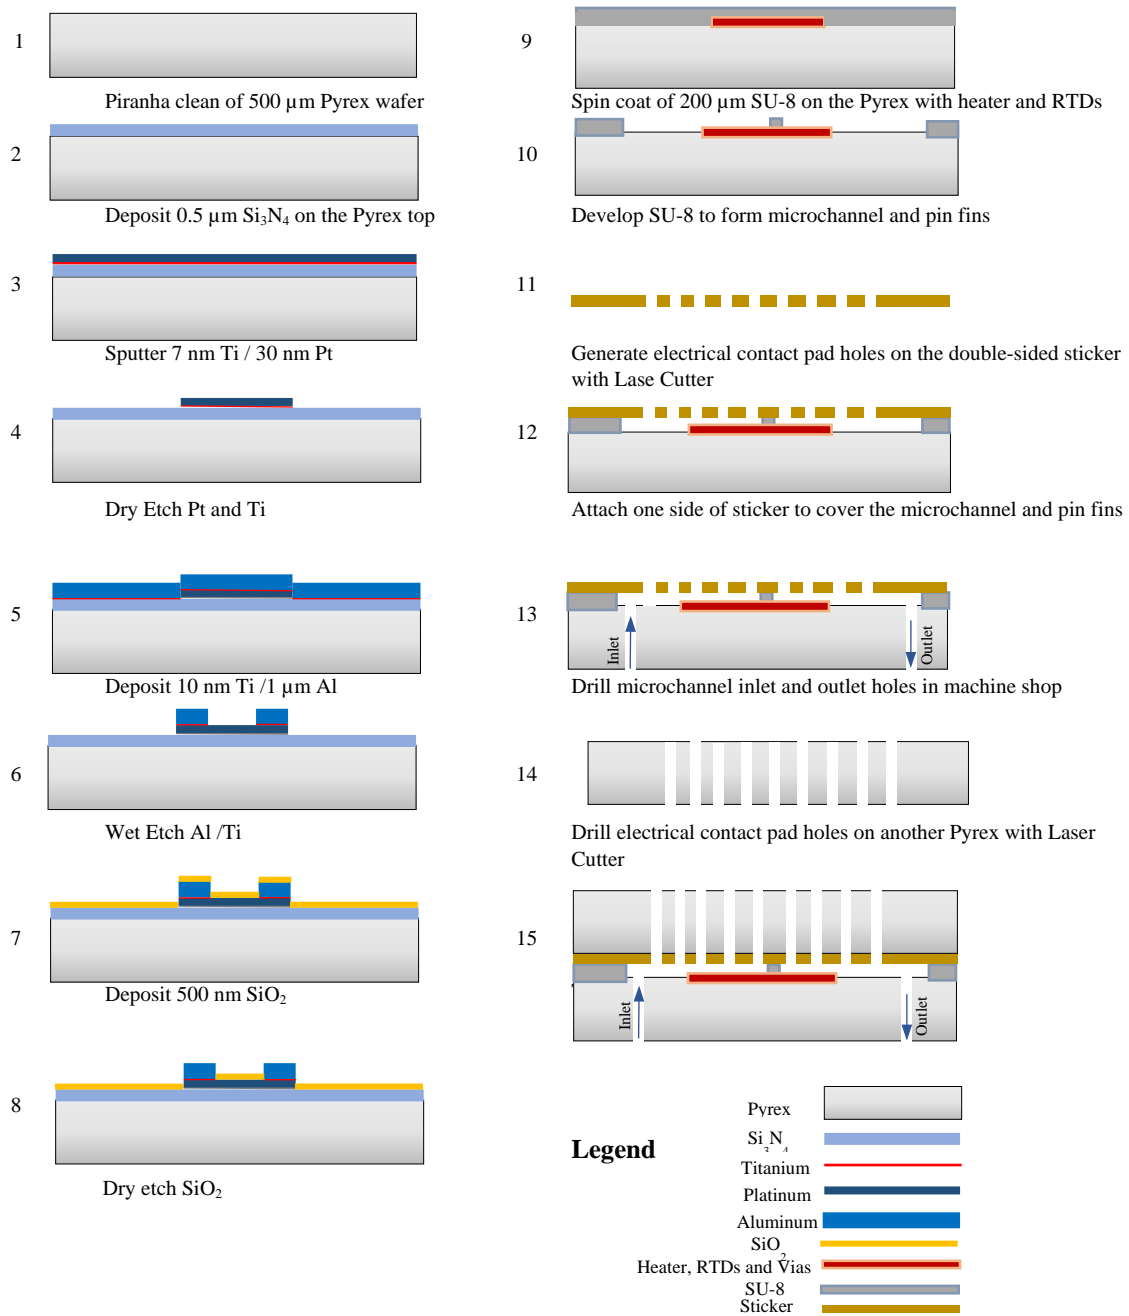 1
Piranha clean of 500 µm Pyrex wafer
2
Deposit 0.5 µm Si₃N₄ on the Pyrex top
3
Sputter 7 nm Ti / 30 nm Pt
4
Dry Etch Pt and Ti
5
Deposit 10 nm Ti /1 µm Al
6
Wet Etch Al /Ti
7
Deposit 500 nm SiO₂
8
Dry etch SiO₂
9
Spin coat of 200 µm SU-8 on the Pyrex with heater and RTDs
10
Develop SU-8 to form microchannel and pin fins
11
Generate electrical contact pad holes on the double-sided sticker
with Lase Cutter
12
Attach one side of sticker to cover the microchannel and pin fins
13
Inlet
Outlet
Drill microchannel inlet and outlet holes in machine shop
14
Drill electrical contact pad holes on another Pyrex with Laser
Cutter
15
Inlet
Outlet
Legend
Pyrex
Si₃N₄
Titanium
Platinum
Aluminum
SiO₂
Heater, RTDs and Vias
SU-8
Sticker